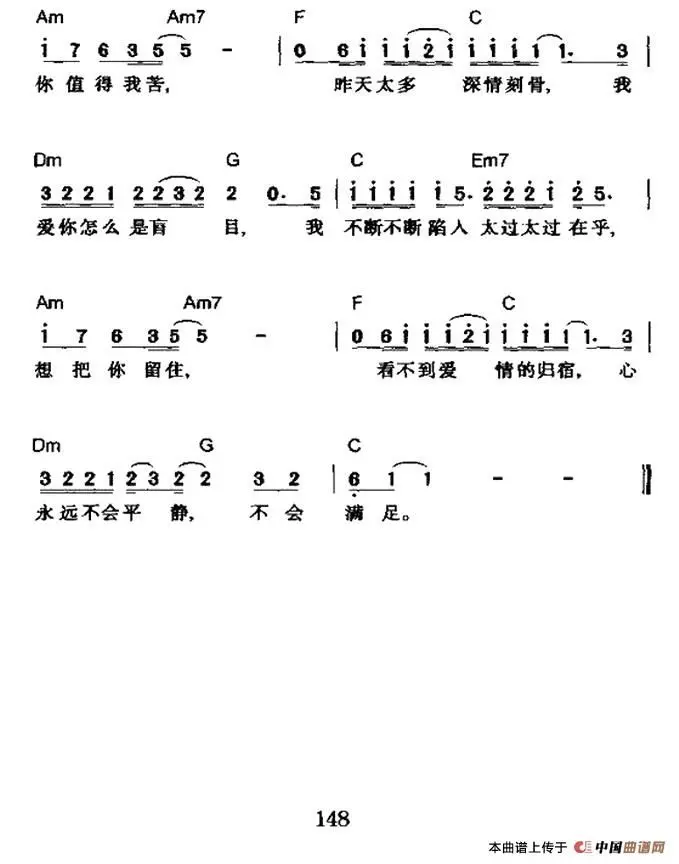 Am Am7 F C
i 7 6 3 5 5 - | 0 6 i i i 2 i i i i i 1. 3 |
你 值 得 我 苦, 昨天太多 深情刻骨, 我
Dm G C Em7
3 2 2 1 2 2 3 2 2 0. 5 | i i i i i 5. 2 2 2 i 2 5. |
爱你怎么 是盲 目, 我 不断不断 陷入 太过太过 在乎,
Am Am7 F C
i 7 6 3 5 5 - | 0 6 i i i 2 i i i i i 1. 3 |
想 把 你 留住, 看不到爱 情的归宿, 心
Dm G C
3 2 2 1 2 3 2 2 3 2 | 6 1 1 - - ‖
永远不会平 静, 不 会 满 足。
148
本曲谱上传于 中国曲谱网